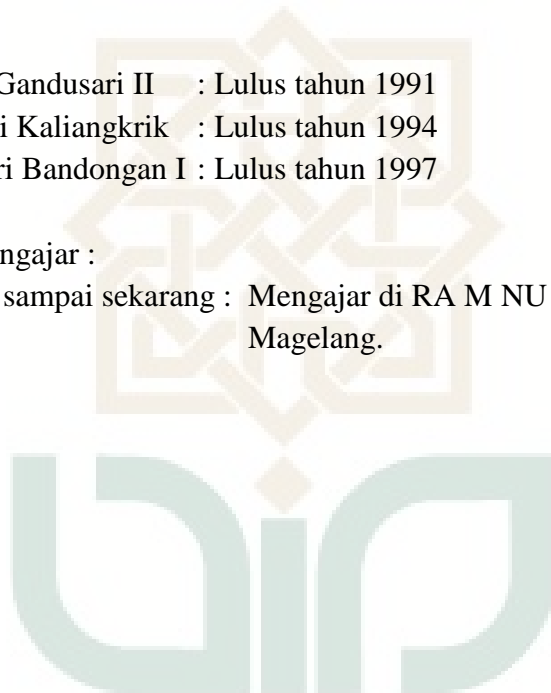 Gandusari II : Lulus tahun 1991
i Kaliangkrik : Lulus tahun 1994
ri Bandongan I : Lulus tahun 1997
ngajar :
sampai sekarang : Mengajar di RA M NU
Magelang.